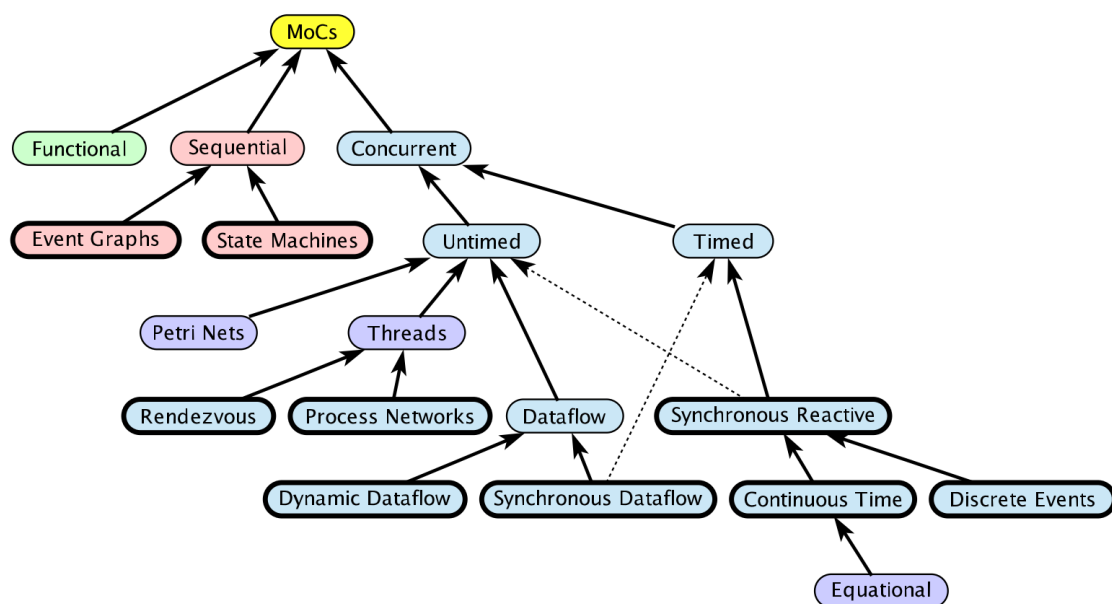 MoCs
Functional
Sequential
Concurrent
Event Graphs
State Machines
Untimed
Timed
Petri Nets
Threads
Rendezvous
Process Networks
Dataflow
Synchronous Reactive
Dynamic Dataflow
Synchronous Dataflow
Continuous Time
Discrete Events
Equational